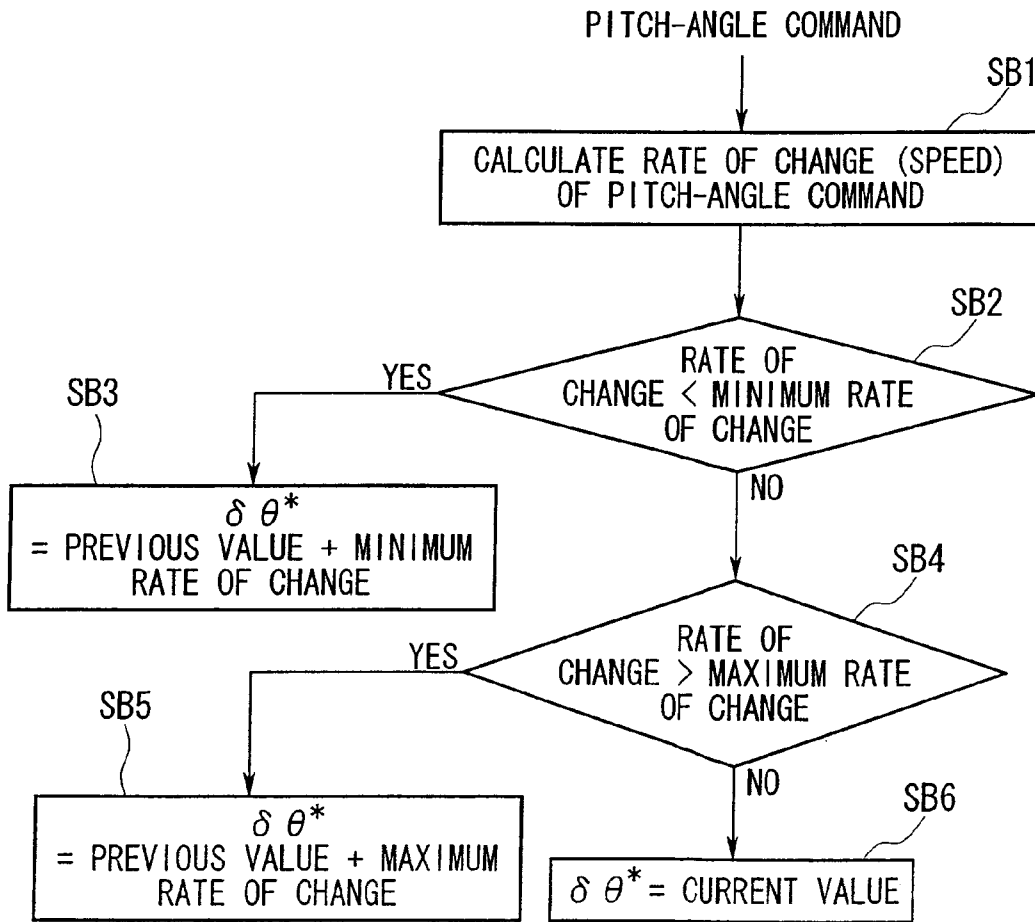 PITCH-ANGLE COMMAND
SB1
CALCULATE RATE OF CHANGE (SPEED)
OF PITCH-ANGLE COMMAND
SB2
RATE OF
CHANGE < MINIMUM RATE
OF CHANGE
YES
SB3
δ θ*
= PREVIOUS VALUE + MINIMUM
RATE OF CHANGE
NO
SB4
RATE OF
CHANGE > MAXIMUM RATE
OF CHANGE
YES
SB5
δ θ*
= PREVIOUS VALUE + MAXIMUM
RATE OF CHANGE
NO
SB6
δ θ* = CURRENT VALUE